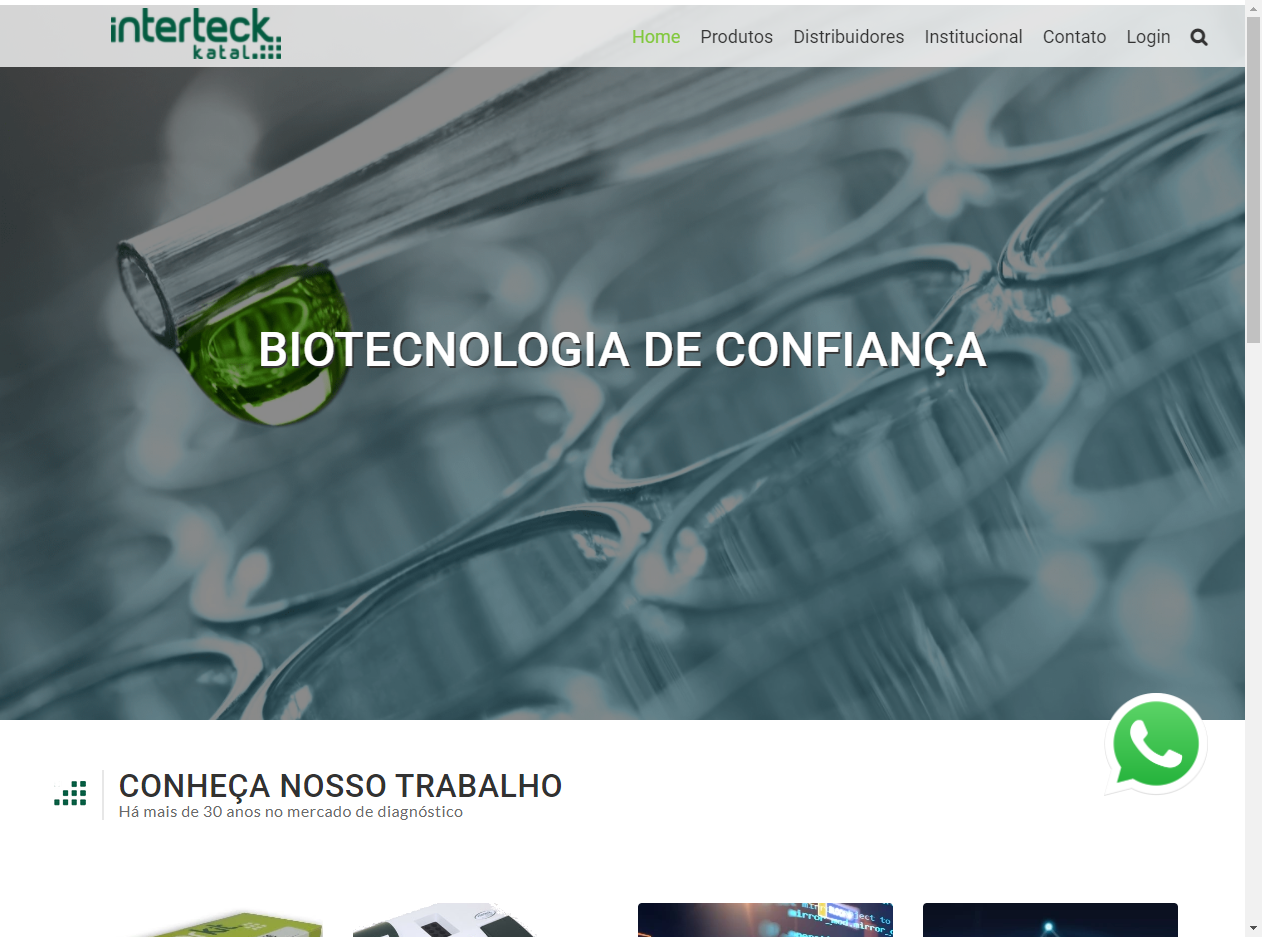 interteck
katal
Home Produtos Distribuidores Institucional Contato Login
BIOTECNOLOGIA DE CONFIANÇA
CONHEÇA NOSSO TRABALHO
Há mais de 30 anos no mercado de diagnóstico